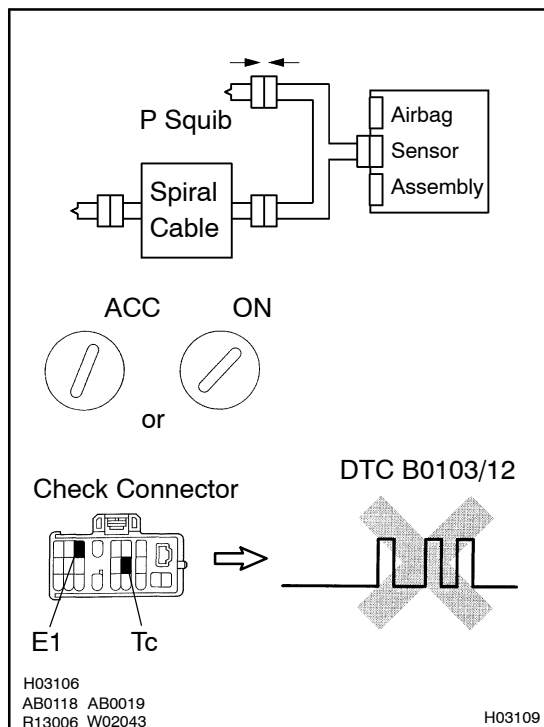 P Squib
Airbag
Sensor
Assembly
Spiral
Cable
ACC ON
or
DTC B0103/12
Check Connector
E1 Tc
H03106
AB0118 AB0019
R13006 W02043
H03109